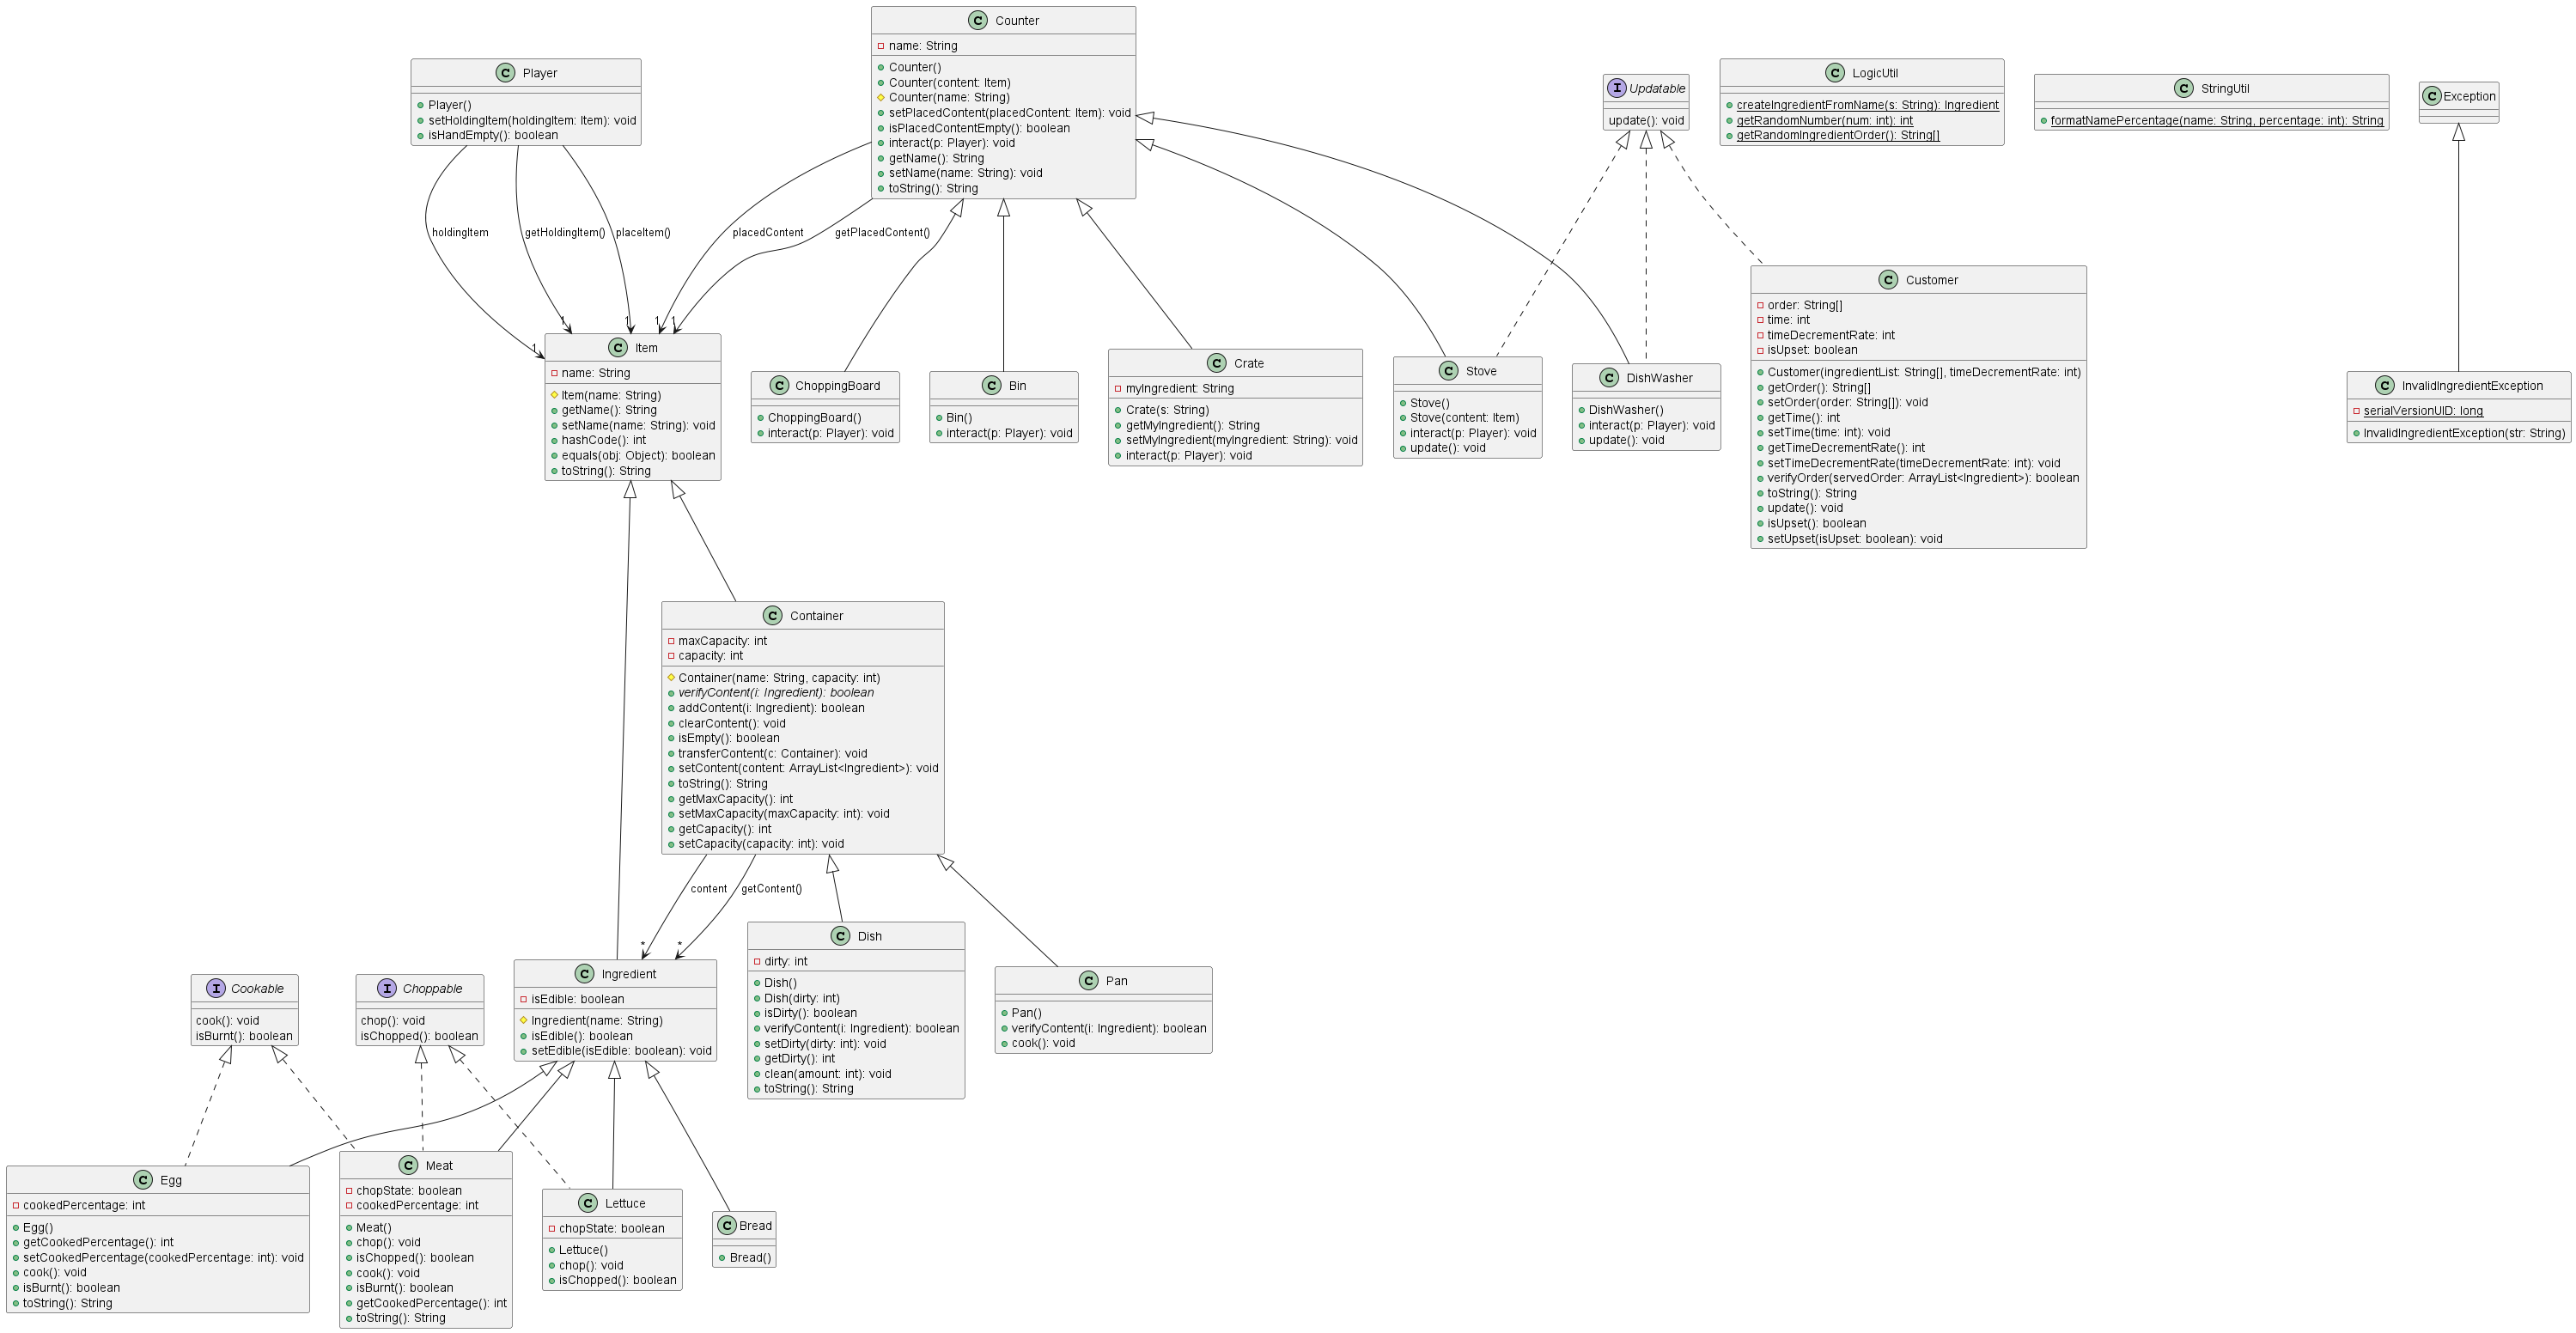 C Counter
name: String
Counter()
Counter(content: Item)
Counter(name: String)
setPlacedContent(placedContent: Item): void
isPlacedContentEmpty(): boolean
interact(p: Player): void
getName(): String
setName(name: String): void
toString(): String
C Player
Player()
setHoldingItem(holdingItem: Item): void
isHandEmpty(): boolean
I Updatable
update(): void
C LogicUtil
createIngredientFromName(s: String): Ingredient
getRandomNumber(num: int): int
getRandomIngredientOrder(): String[]
C StringUtil
formatNamePercentage(name: String, percentage: int): String
C Exception
holdingItem
getHoldingItem()
placeItem()
placedContent
getPlacedContent()
1
1
1
1
1
C Item
name: String
Item(name: String)
getName(): String
setName(name: String): void
hashCode(): int
equals(obj: Object): boolean
toString(): String
C ChoppingBoard
ChoppingBoard()
interact(p: Player): void
C Bin
Bin()
interact(p: Player): void
C Crate
myIngredient: String
Crate(s: String)
getMyIngredient(): String
setMyIngredient(myIngredient: String): void
interact(p: Player): void
C Stove
Stove()
Stove(content: Item)
interact(p: Player): void
update(): void
C DishWasher
DishWasher()
interact(p: Player): void
update(): void
C Customer
order: String[]
time: int
timeDecrementRate: int
isUpset: boolean
Customer(ingredientList: String[], timeDecrementRate: int)
getOrder(): String[]
setOrder(order: String[]): void
getTime(): int
setTime(time: int): void
getTimeDecrementRate(): int
setTimeDecrementRate(timeDecrementRate: int): void
verifyOrder(servedOrder: ArrayList<Ingredient>): boolean
toString(): String
update(): void
isUpset(): boolean
setUpset(isUpset: boolean): void
C InvalidIngredientException
serialVersionUID: long
InvalidIngredientException(str: String)
C Container
maxCapacity: int
capacity: int
Container(name: String, capacity: int)
verifyContent(i: Ingredient): boolean
addContent(i: Ingredient): boolean
clearContent(): void
isEmpty(): boolean
transferContent(c: Container): void
setContent(content: ArrayList<Ingredient>): void
toString(): String
getMaxCapacity(): int
setMaxCapacity(maxCapacity: int): void
getCapacity(): int
setCapacity(capacity: int): void
content
getContent()
*
*
I Cookable
cook(): void
isBurnt(): boolean
I Choppable
chop(): void
isChopped(): boolean
C Ingredient
isEdible: boolean
Ingredient(name: String)
isEdible(): boolean
setEdible(isEdible: boolean): void
C Dish
dirty: int
Dish()
Dish(dirty: int)
isDirty(): boolean
verifyContent(i: Ingredient): boolean
setDirty(dirty: int): void
getDirty(): int
clean(amount: int): void
toString(): String
C Pan
Pan()
verifyContent(i: Ingredient): boolean
cook(): void
C Egg
cookedPercentage: int
Egg()
getCookedPercentage(): int
setCookedPercentage(cookedPercentage: int): void
cook(): void
isBurnt(): boolean
toString(): String
C Meat
chopState: boolean
cookedPercentage: int
Meat()
chop(): void
isChopped(): boolean
cook(): void
isBurnt(): boolean
getCookedPercentage(): int
toString(): String
C Lettuce
chopState: boolean
Lettuce()
chop(): void
isChopped(): boolean
C Bread
Bread()